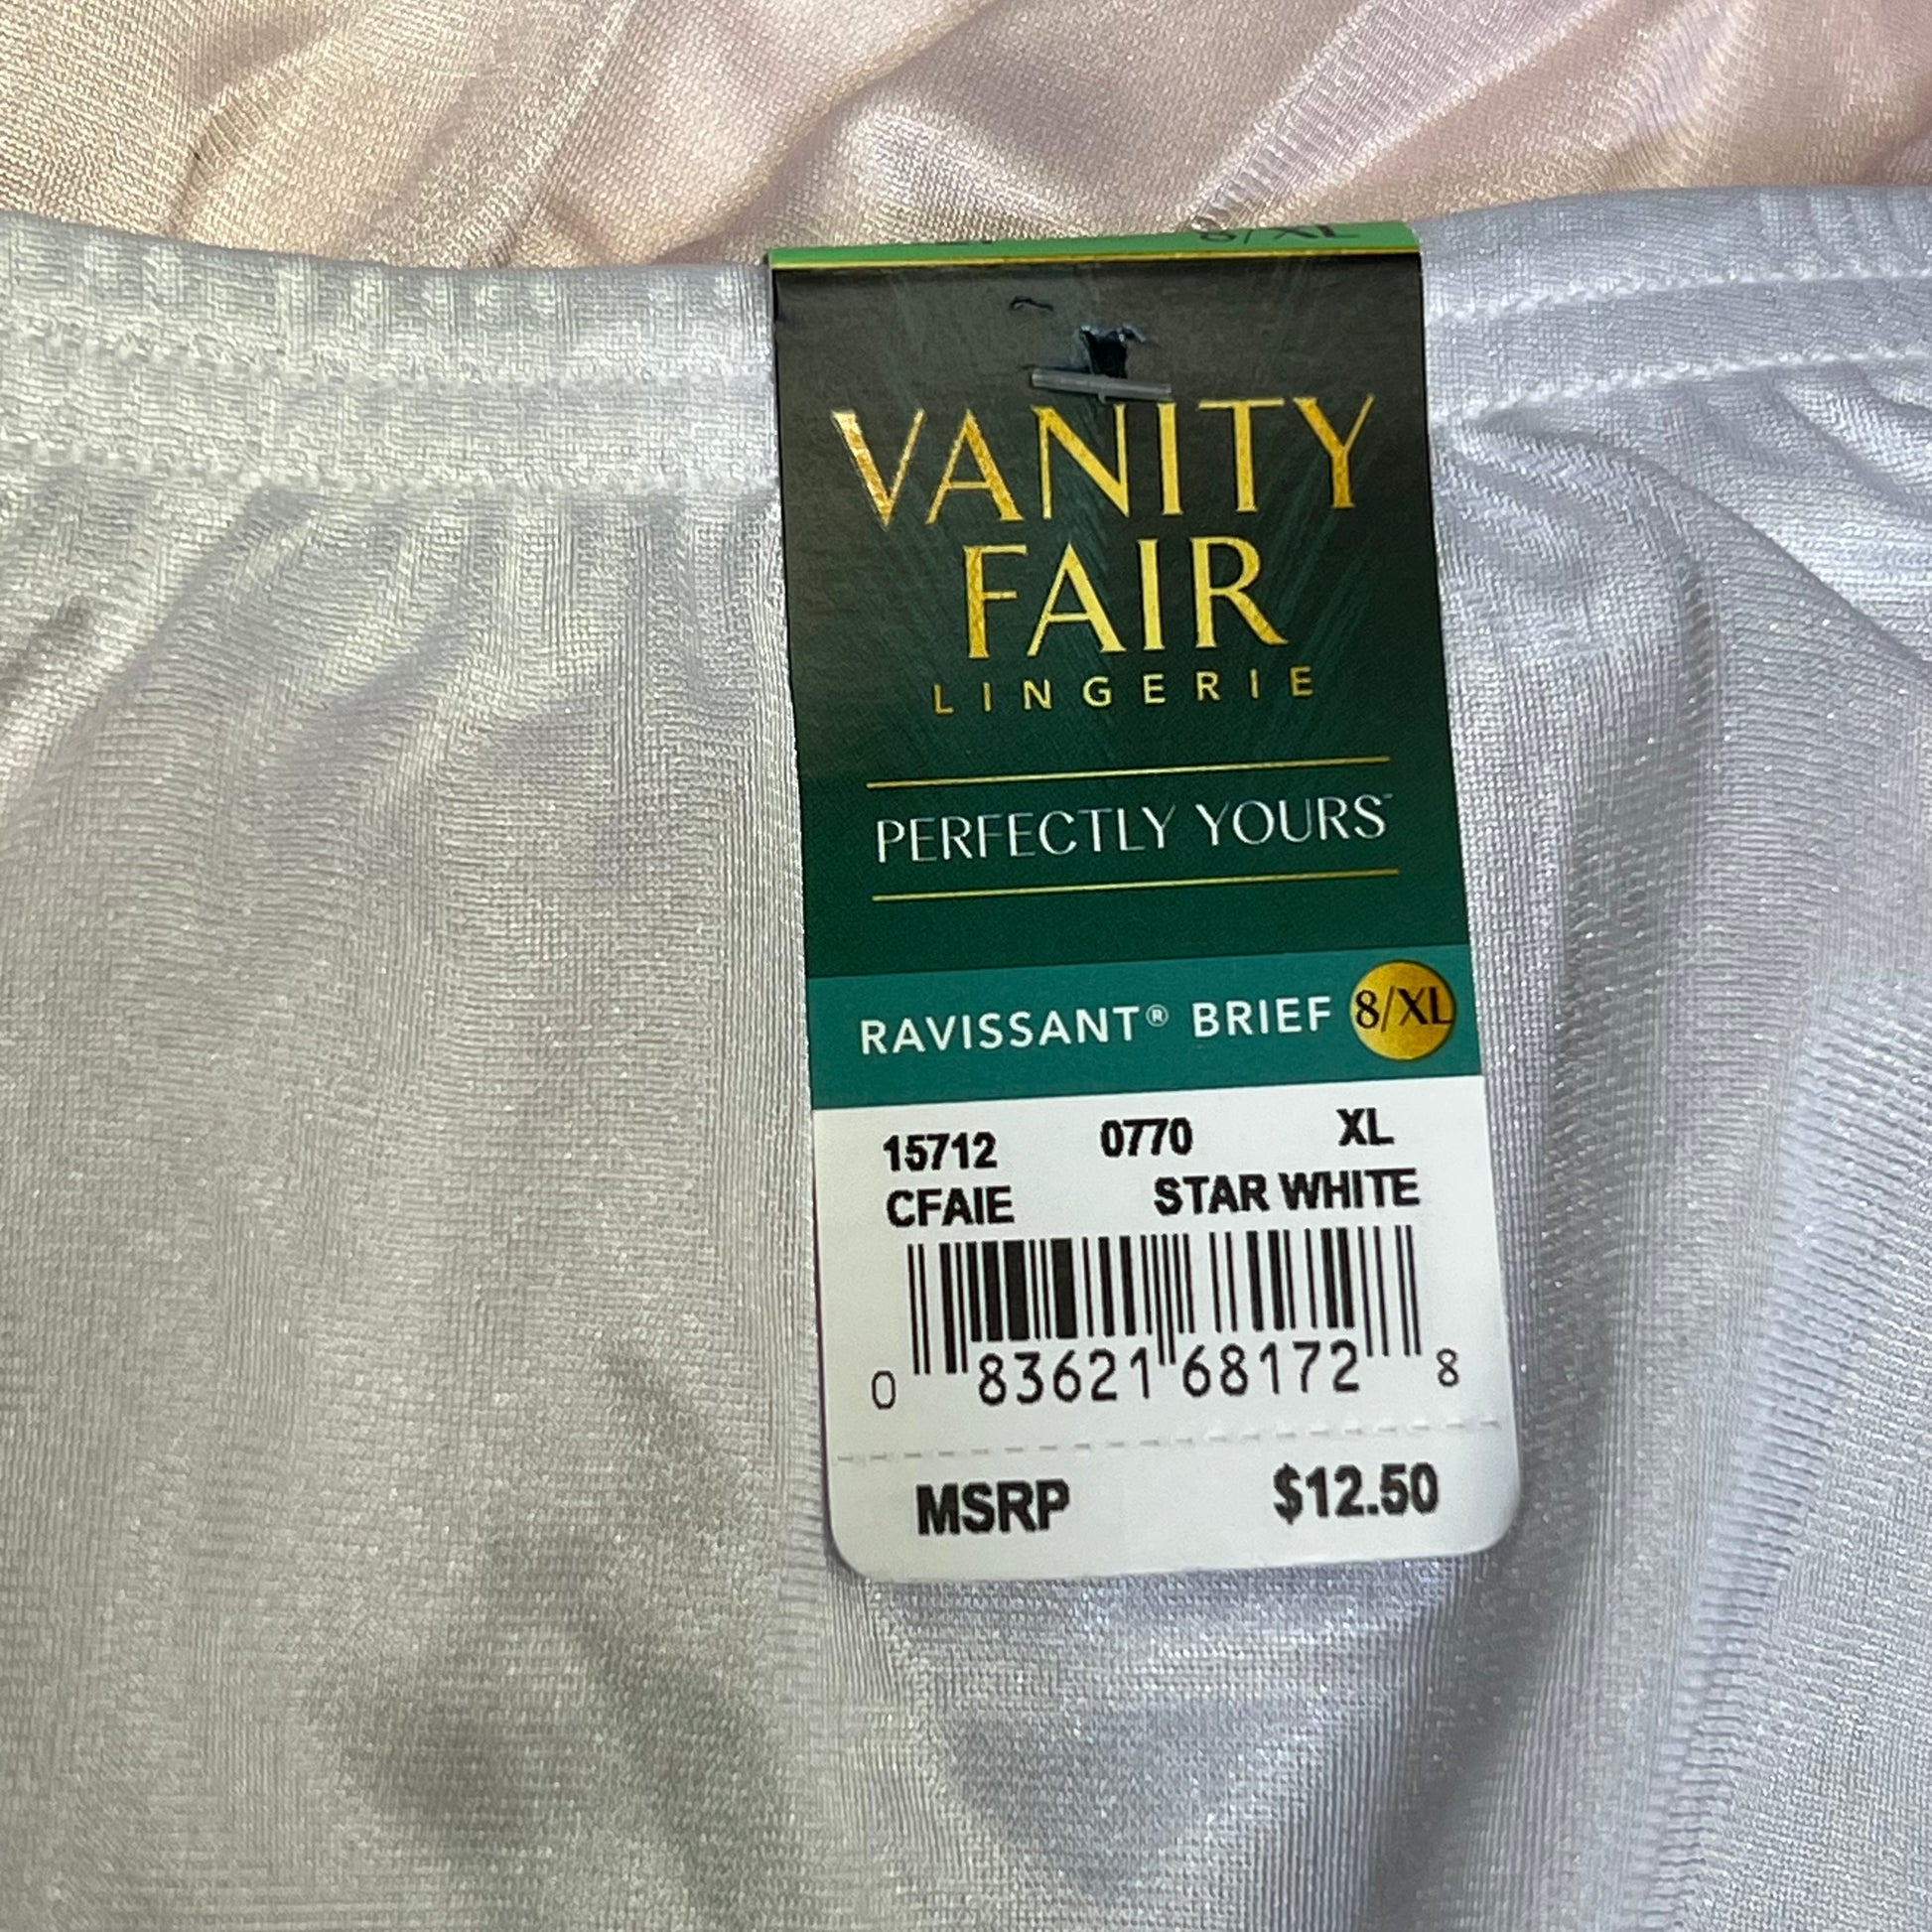 8/XL
VANITY
FAIR
LINGERIE
PERFECTLY YOURS™
RAVISSANT® BRIEF 8/XL
15712 0770 XL
CFAIE STAR WHITE
0 83621 68172 8
MSRP $12.50